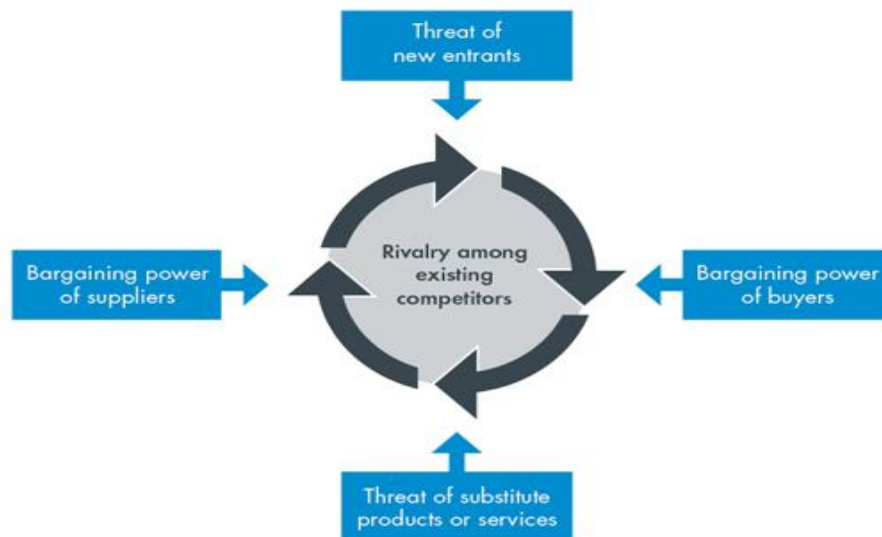 Threat of
new entrants
Bargaining power
of suppliers
Rivalry among
existing
competitors
Bargaining power
of buyers
Threat of substitute
products or services